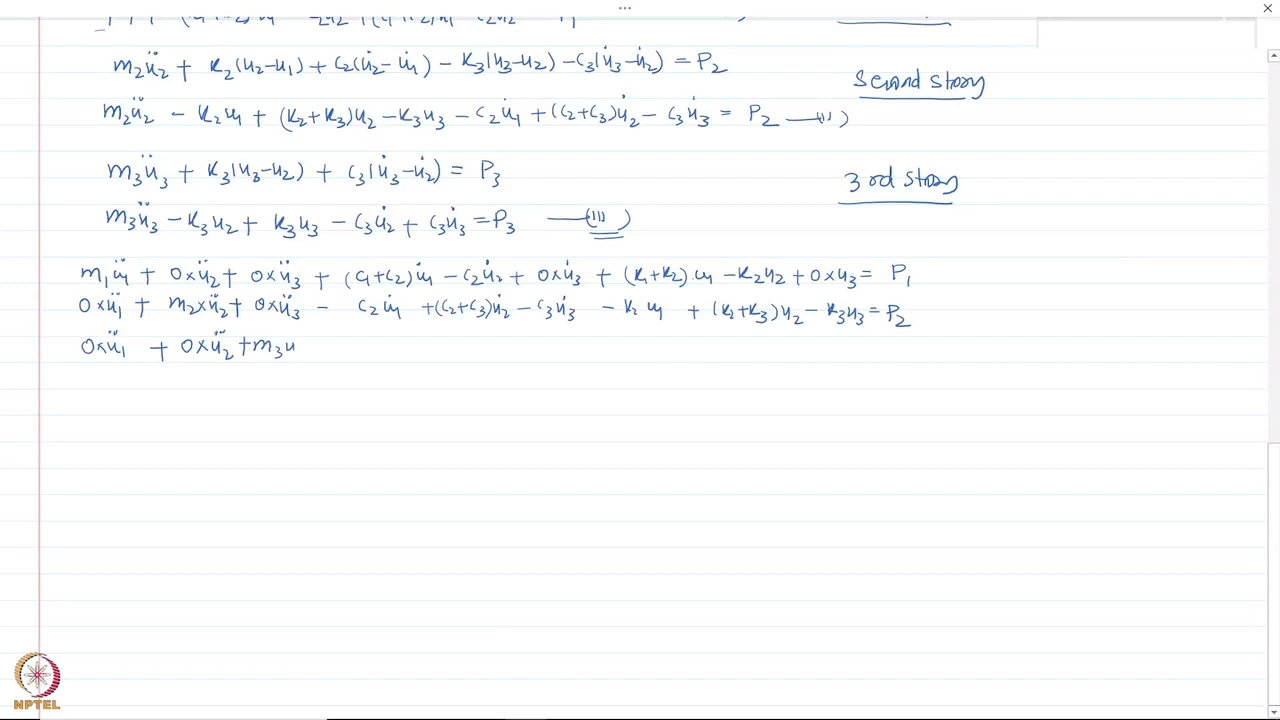 m₂ü₂ + K₂(u₂-u₁) + C₂(u̇₂-u̇₁) - K₃(u₃-u₂) - C₃(u̇₃-u̇₂) = P₂
Second story
m₂ü₂ - K₂u₁ + (K₂+K₃)u₂ - K₃u₃ - C₂u̇₁ + (C₂+C₃)u̇₂ - C₃u̇₃ = P₂ —(II)
m₃ü₃ + K₃(u₃-u₂) + C₃(u̇₃-u̇₂) = P₃
3rd story
m₃ü₃ - K₃u₂ + K₃u₃ - C₃u̇₂ + C₃u̇₃ = P₃ —(III)
m₁ü₁ + 0×ü₂ + 0×ü₃ + (C₁+C₂)u̇₁ - C₂u̇₂ + 0×u̇₃ + (K₁+K₂).u₁ - K₂u₂ + 0×u₃ = P₁
0×ü₁ + m₂×ü₂ + 0×ü₃ - C₂u̇₁ + (C₂+C₃)u̇₂ - C₃u̇₃ - K₂u₁ + (K₂+K₃)u₂ - K₃u₃ = P₂
0×ü₁ + 0×ü₂ + m₃u
NPTEL